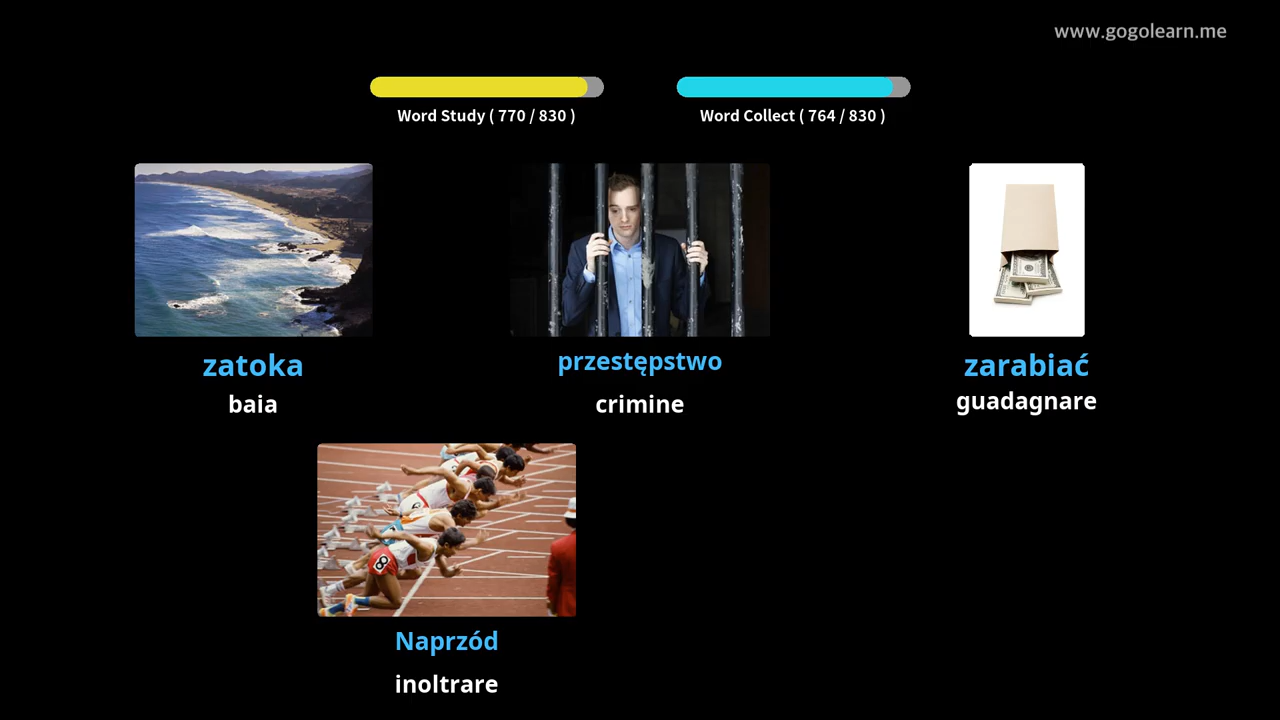 www.gogolearn.me
Word Study ( 770 / 830 )
Word Collect ( 764 / 830 )
zatoka
baia
przestępstwo
crimine
zarabiać
guadagnare
8
Naprzód
inoltrare